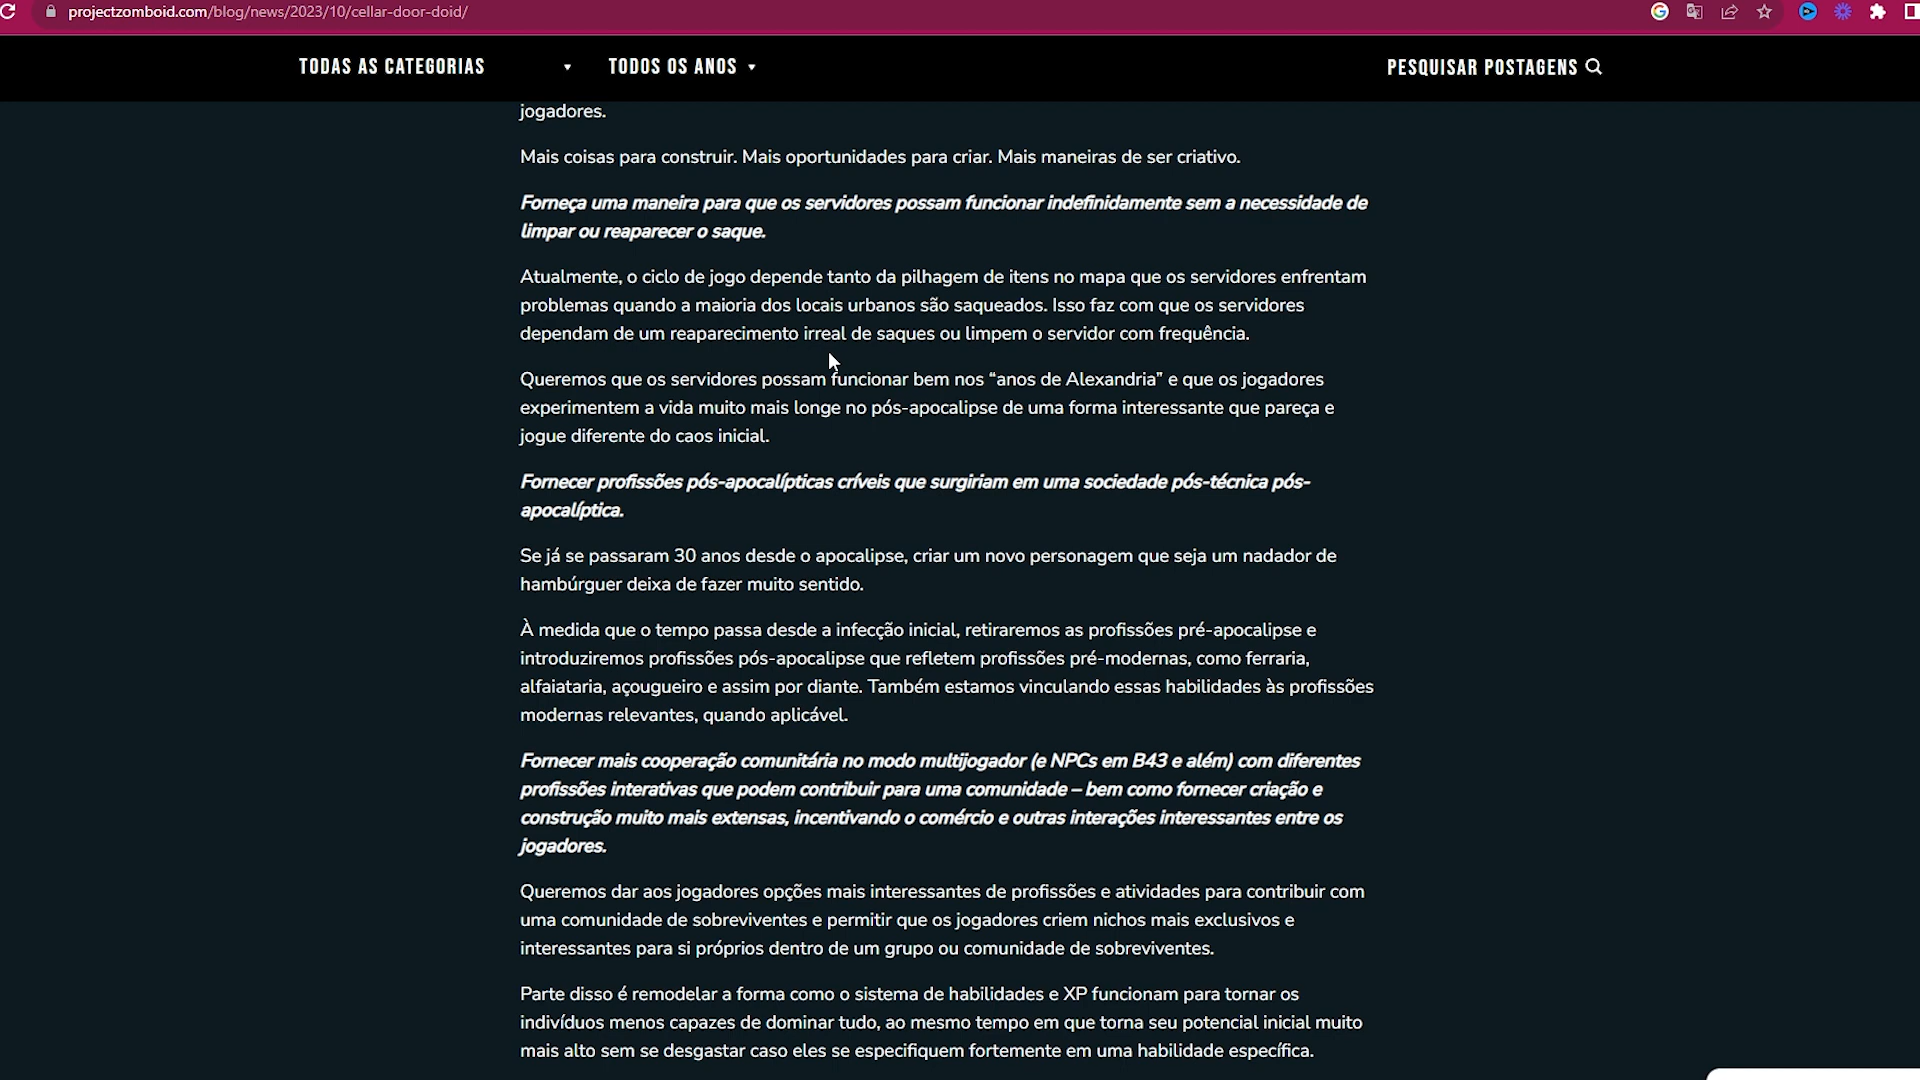 projectzomboid.com/blog/news/2023/10/cellar-door-doid/
TODAS AS CATEGORIAS TODOS OS ANOS PESQUISAR POSTAGENS
jogadores.
Mais coisas para construir. Mais oportunidades para criar. Mais maneiras de ser criativo.
Forneça uma maneira para que os servidores possam funcionar indefinidamente sem a necessidade de
limpar ou reaparecer o saque.
Atualmente, o ciclo de jogo depende tanto da pilhagem de itens no mapa que os servidores enfrentam
problemas quando a maioria dos locais urbanos são saqueados. Isso faz com que os servidores
dependam de um reaparecimento irreal de saques ou limpem o servidor com frequência.
Queremos que os servidores possam funcionar bem nos “anos de Alexandria” e que os jogadores
experimentem a vida muito mais longe no pós-apocalipse de uma forma interessante que pareça e
jogue diferente do caos inicial.
Fornecer profissões pós-apocalípticas críveis que surgiriam em uma sociedade pós-técnica pós-
apocalíptica.
Se já se passaram 30 anos desde o apocalipse, criar um novo personagem que seja um nadador de
hambúrguer deixa de fazer muito sentido.
À medida que o tempo passa desde a infecção inicial, retiraremos as profissões pré-apocalipse e
introduziremos profissões pós-apocalipse que refletem profissões pré-modernas, como ferraria,
alfaiataria, açougueiro e assim por diante. Também estamos vinculando essas habilidades às profissões
modernas relevantes, quando aplicável.
Fornecer mais cooperação comunitária no modo multijogador (e NPCs em B43 e além) com diferentes
profissões interativas que podem contribuir para uma comunidade – bem como fornecer criação e
construção muito mais extensas, incentivando o comércio e outras interações interessantes entre os
jogadores.
Queremos dar aos jogadores opções mais interessantes de profissões e atividades para contribuir com
uma comunidade de sobreviventes e permitir que os jogadores criem nichos mais exclusivos e
interessantes para si próprios dentro de um grupo ou comunidade de sobreviventes.
Parte disso é remodelar a forma como o sistema de habilidades e XP funcionam para tornar os
indivíduos menos capazes de dominar tudo, ao mesmo tempo em que torna seu potencial inicial muito
mais alto sem se desgastar caso eles se especifiquem fortemente em uma habilidade específica.